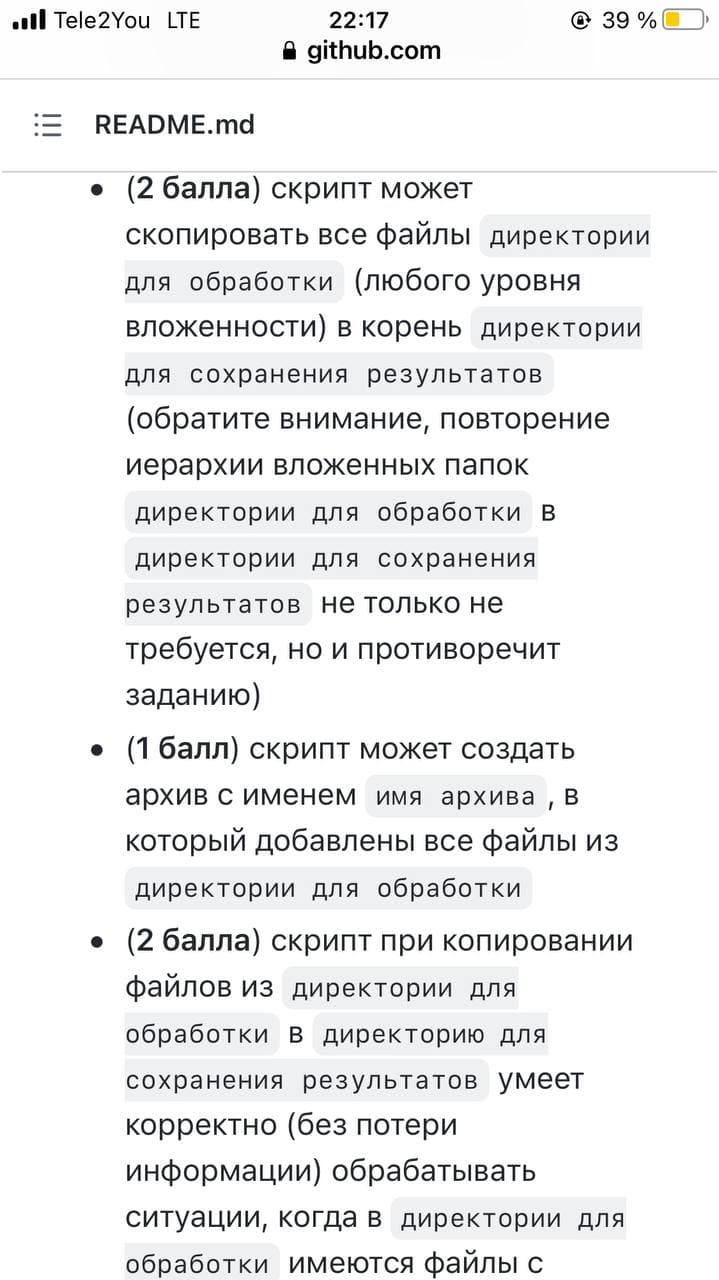 Tele2You LTE 22:17 39 %
github.com
README.md
• (2 балла) скрипт может
скопировать все файлы директории
для обработки (любого уровня
вложенности) в корень директории
для сохранения результатов
(обратите внимание, повторение
иерархии вложенных папок
директории для обработки в
директории для сохранения
результатов не только не
требуется, но и противоречит
заданию)
• (1 балл) скрипт может создать
архив с именем имя архива , в
который добавлены все файлы из
директории для обработки
• (2 балла) скрипт при копировании
файлов из директории для
обработки в директорию для
сохранения результатов умеет
корректно (без потери
информации) обрабатывать
ситуации, когда в директории для
обработки имеются файлы с